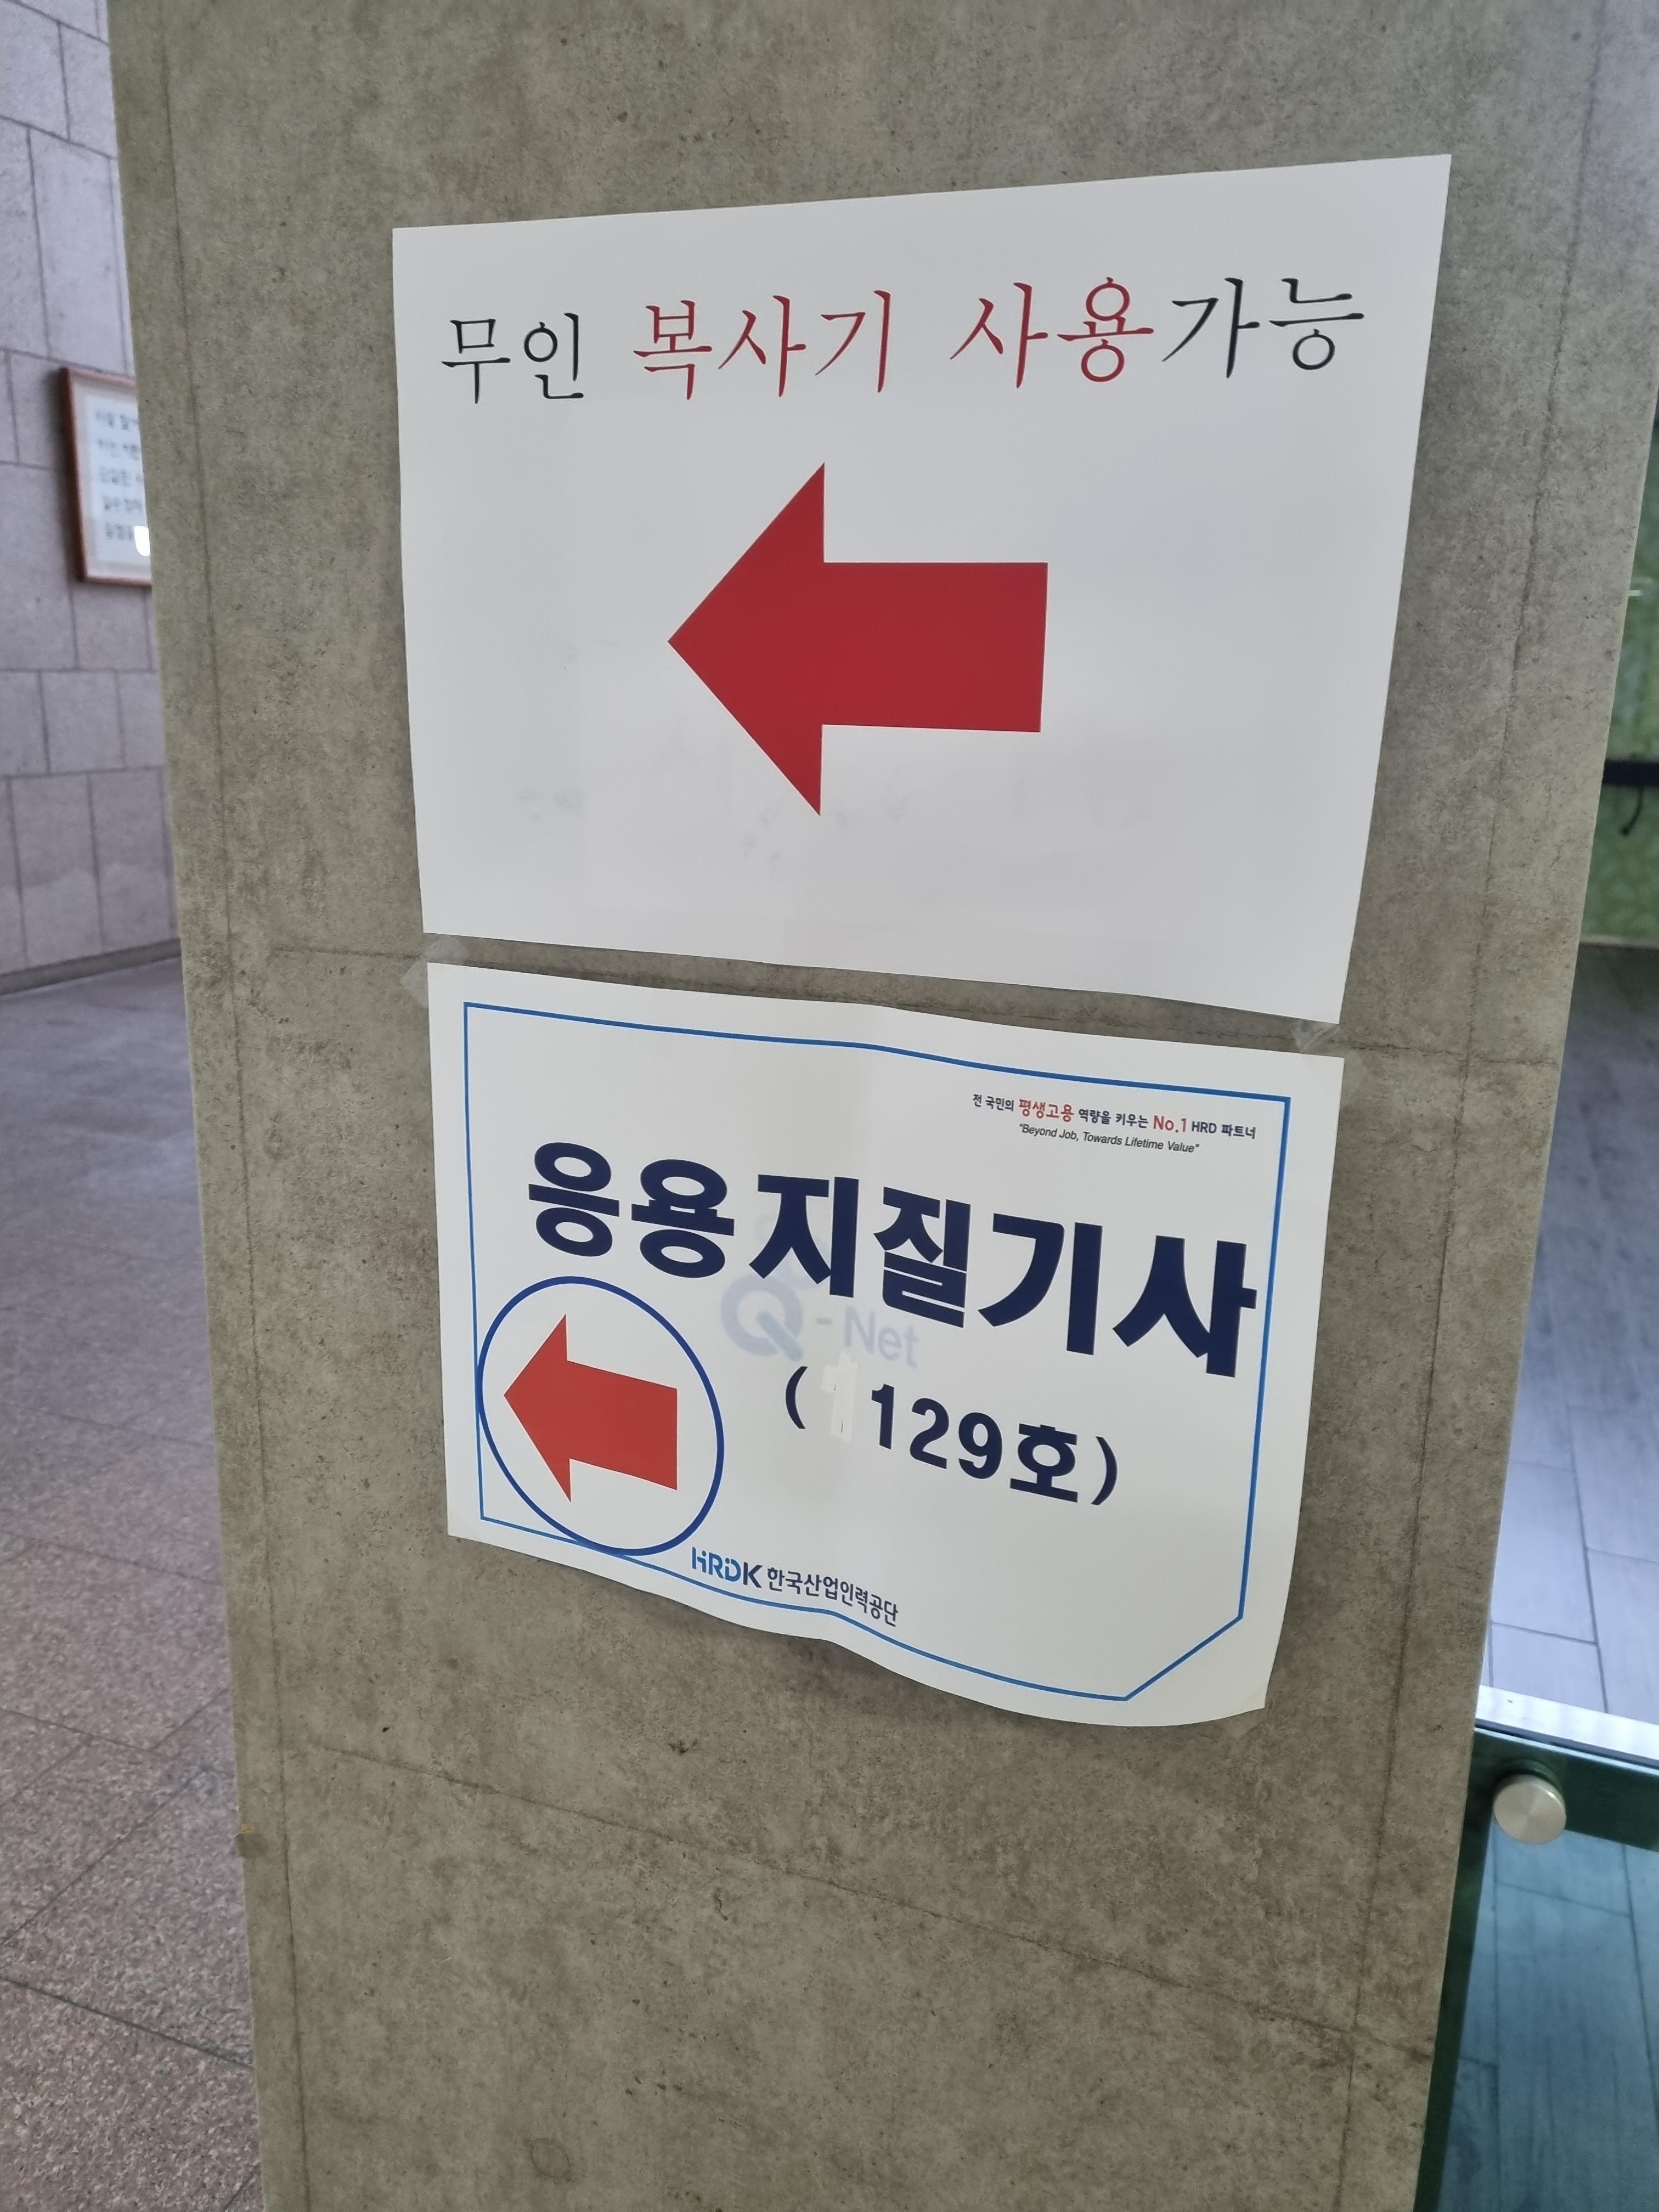 무인 복사기 사용가능
전 국민의 평생고용 역량을 키우는 No.1 HRD 파트너
"Beyond Job, Towards Lifetime Value"
응용지질기사
Q-Net
( 129호)
HRDK 한국산업인력공단